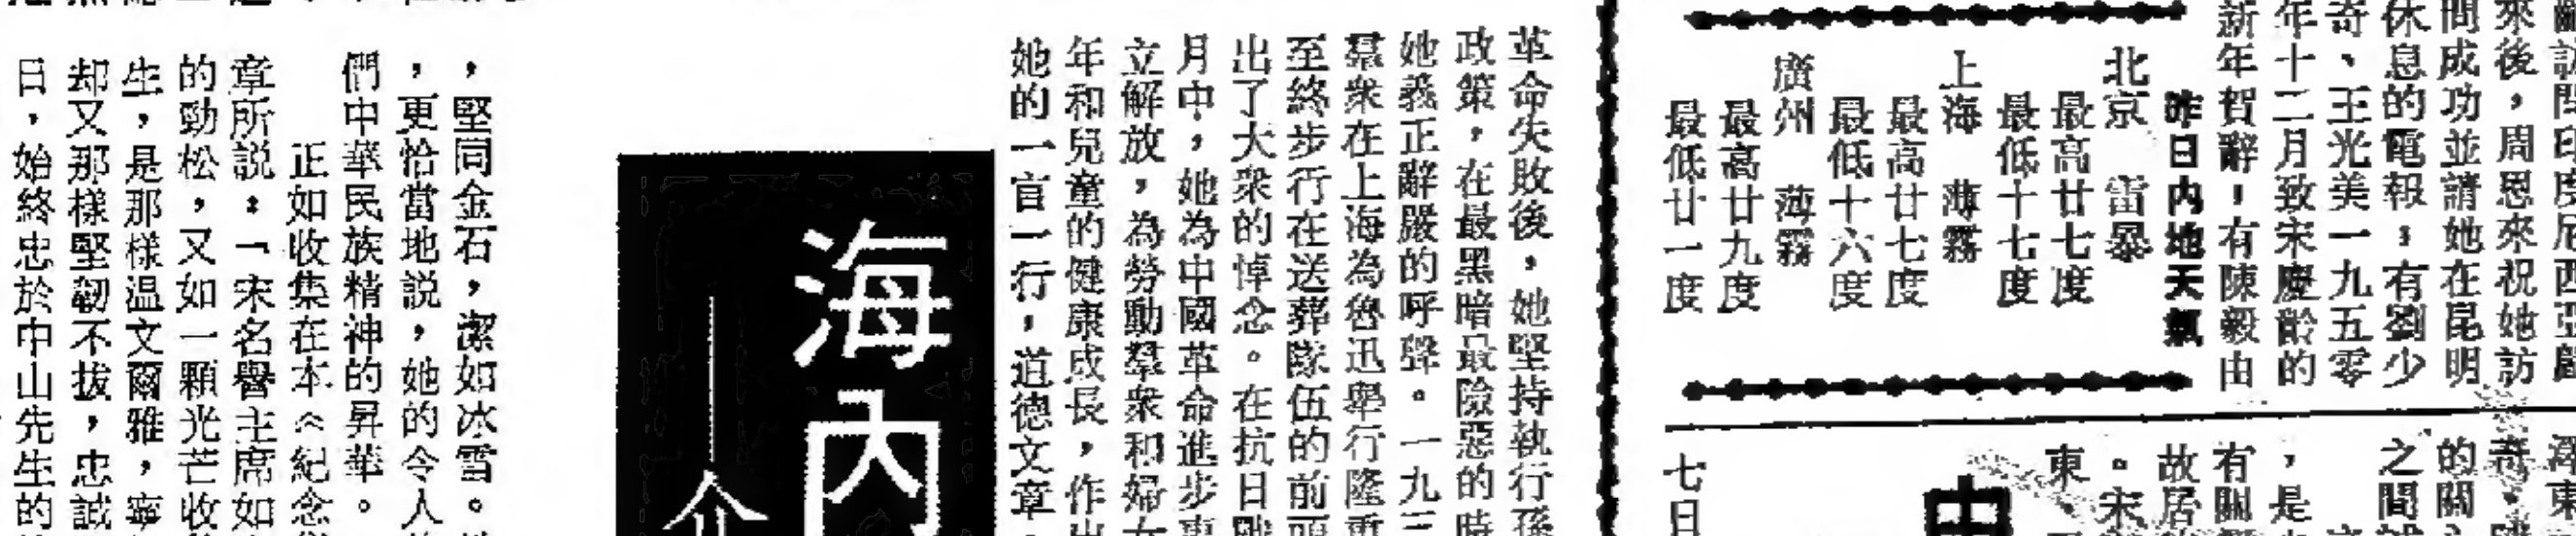 來後，周恩來祝她訪
問成功並請她在昆明
休息的電報；有劉少
奇、王光美一九五零
年十二月致宋慶齡的
新年賀辭！有陳毅由
昨日內地天氣
北京　雷暴
最高廿七度
最低十七度
上海　薄霧
最高廿七度
最低十六度
廣州　薄霧
最高廿九度
最低廿一度
的關
之間
，是
有關
故居
。宋
東
七日
革命失敗後，她堅持執行孫
政策，在最黑暗最險惡的時
她義正辭嚴的呼聲。一九三
羣衆在上海為魯迅舉行隆重
至終步行在送葬隊伍的前面
出了大衆的悼念。在抗日戰
月中，她為中國革命進步事
立解放，為勞動羣衆和婦女
年和兒童的健康成長，作出
她的一言一行，道德文章
海內
——介
，堅同金石，潔如冰雪。
，更恰當地説，她的令人
們中華民族精神的昇華。
正如收集在本《紀念
章所説：「宋名譽主席如
的勁松，又如一顆光芒收
生，是那樣温文爾雅，寧
却又那樣堅韌不拔，忠誠
日，始終忠於中山先生的